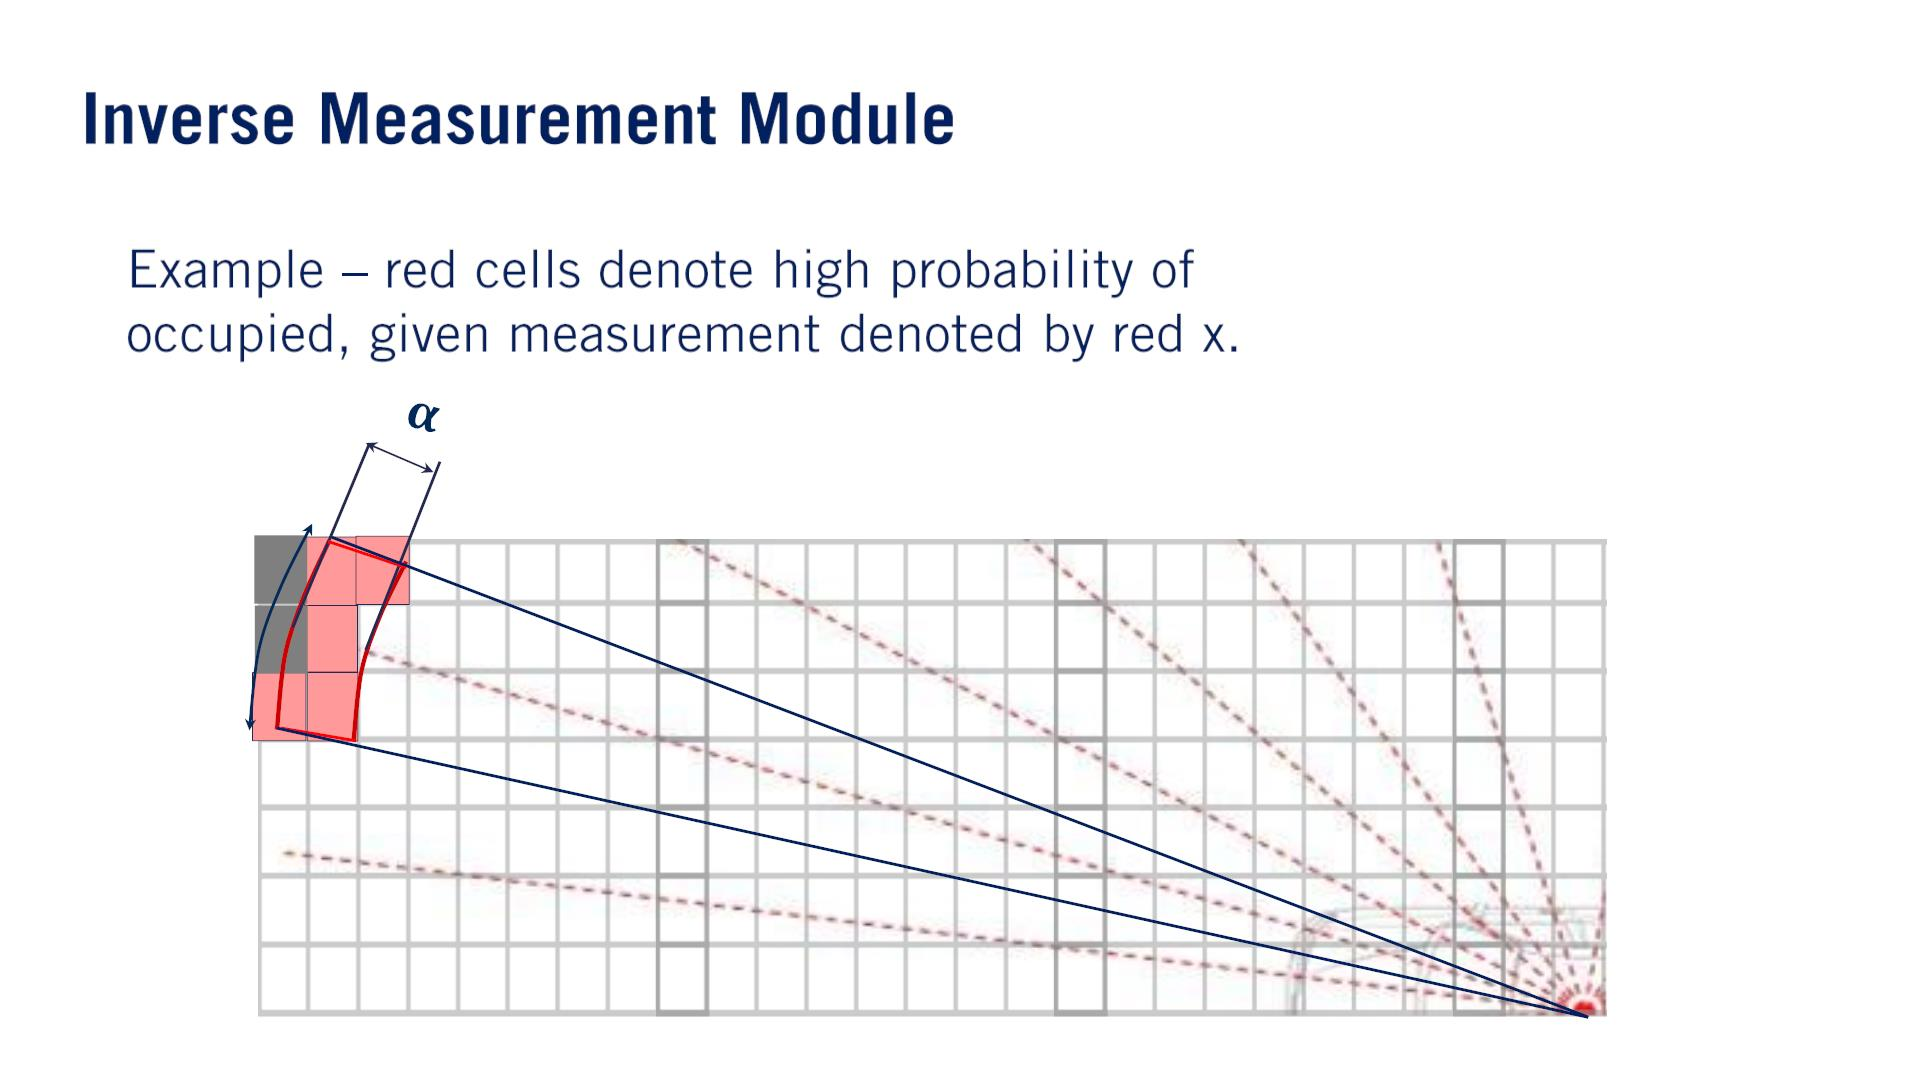 Inverse Measurement Module
Example – red cells denote high probability of
occupied, given measurement denoted by red x.
α